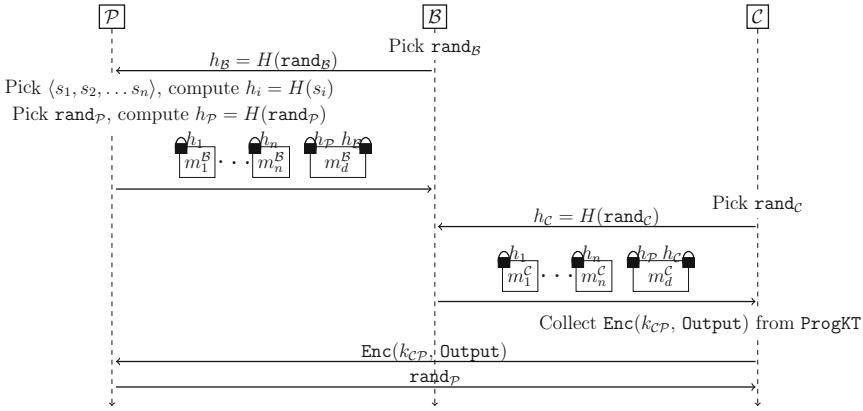 𝒫 ℬ 𝒞
Pick rand_ℬ
h_ℬ = H(rand_ℬ)
Pick ⟨s_1, s_2, … s_n⟩, compute h_i = H(s_i)
Pick rand_𝒫, compute h_𝒫 = H(rand_𝒫)
h_1 h_n h_𝒫 h_ℬ
m_1^ℬ ··· m_n^ℬ m_d^ℬ
Pick rand_𝒞
h_𝒞 = H(rand_𝒞)
h_1 h_n h_𝒫 h_𝒞
m_1^𝒞 ··· m_n^𝒞 m_d^𝒞
Collect Enc(k_𝒞𝒫, Output) from ProgKT
Enc(k_𝒞𝒫, Output)
rand_𝒫